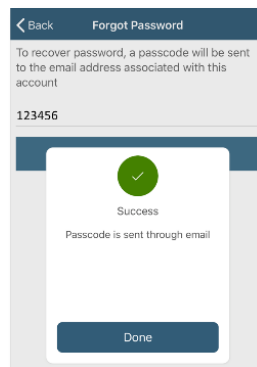 Back
Forgot Password
To recover password, a passcode will be sent
to the email address associated with this
account
123456
Success
Passcode is sent through email
Done